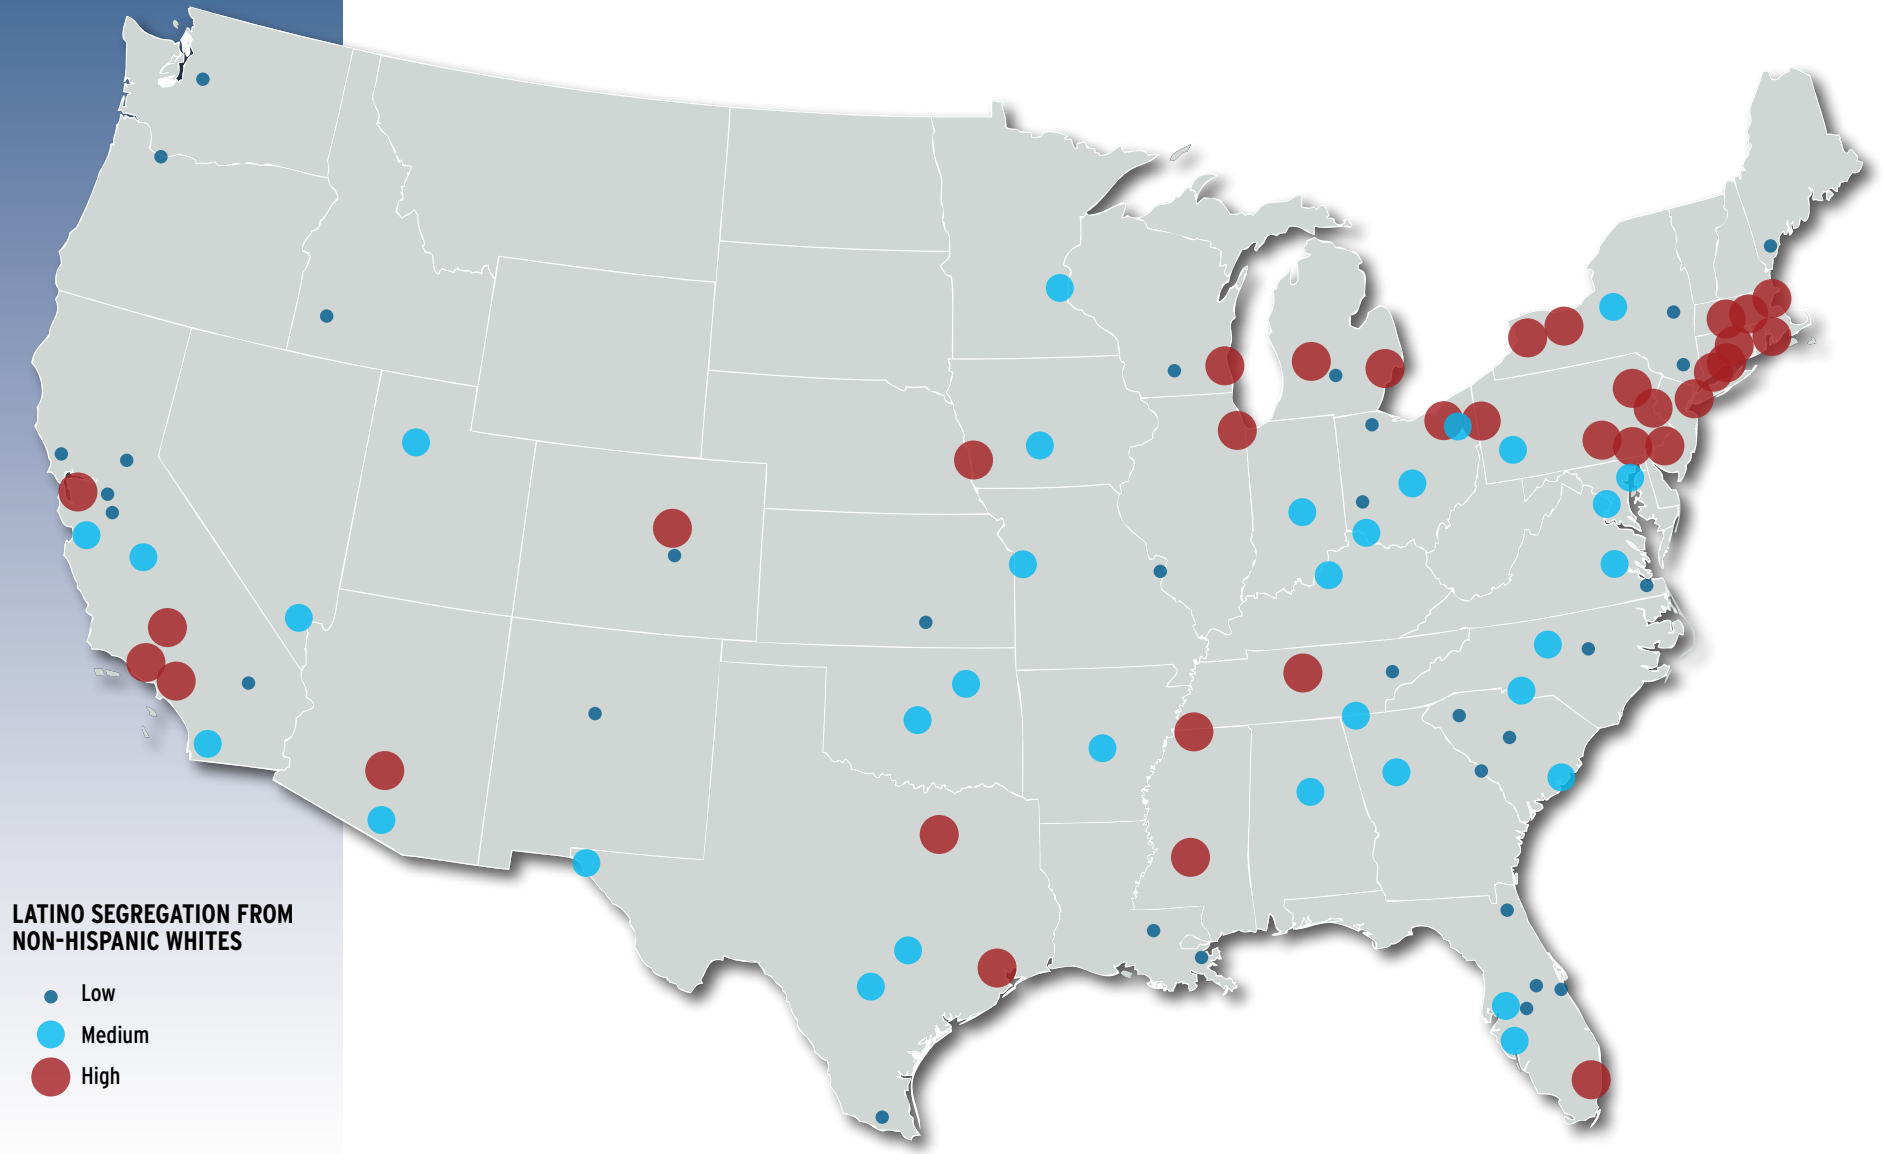 LATINO SEGREGATION FROM
NON-HISPANIC WHITES
Low
Medium
High